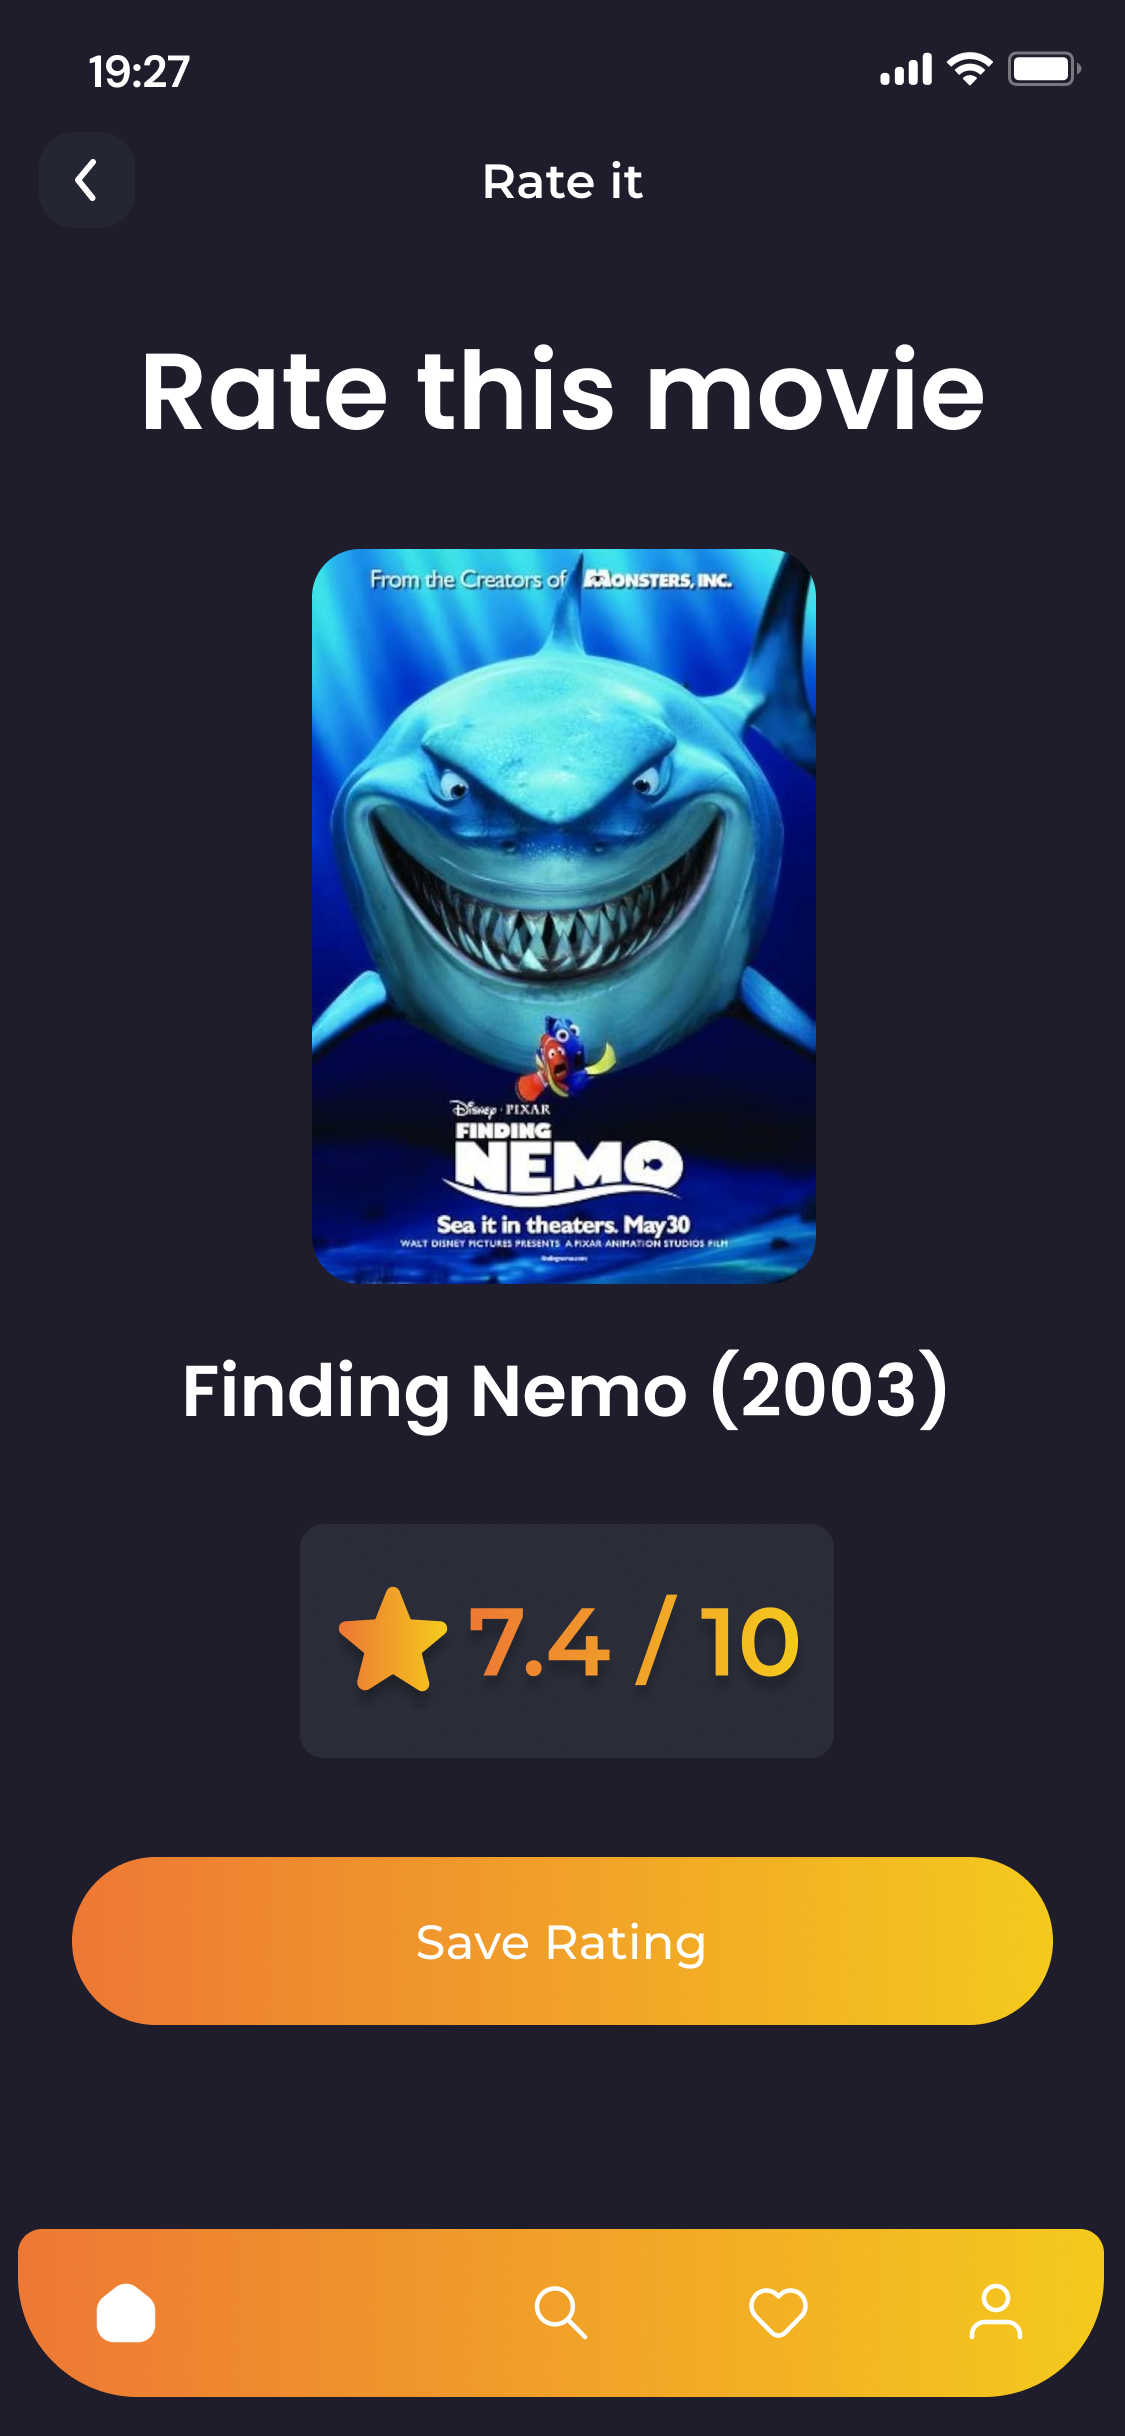 19:27
Rate it
Rate this movie
From the Creators of MONSTERS, INC.
Disney · PIXAR
FINDING
NEMO
Sea it in theaters. May 30
WALT DISNEY PICTURES PRESENTS A PIXAR ANIMATION STUDIOS FILM
Finding Nemo (2003)
7.4 / 10
Save Rating